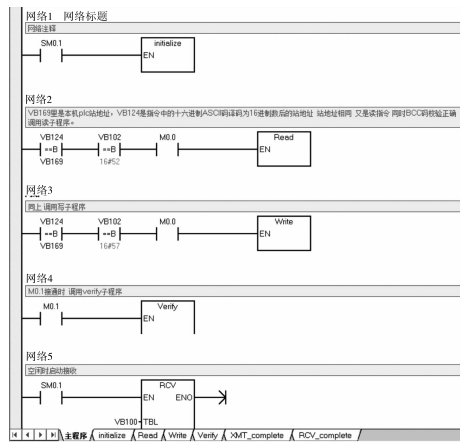 网络1 网络标题
网络注释
SM0.1
initialize
EN
网络2
VB169里是本机plc站地址，VB124是指令中的十六进制ASCI码译码为16进制数后的站地址 站地址相同 又是读指令 同时BCC码校验正确
调用读子程序。
VB124 VB102 M0.0 Read
==B ==B EN
VB169 16#52
网络3
同上 调用写子程序
VB124 VB102 M0.0 Write
==B ==B EN
VB169 16#57
网络4
M0.1接通时 调用verify子程序
M0.1 Verify
EN
网络5
空闲时启动接收
SM0.1 RCV
EN ENO
VB100 TBL
主程序 initialize Read Write Verify XMT_complete RCV_complete